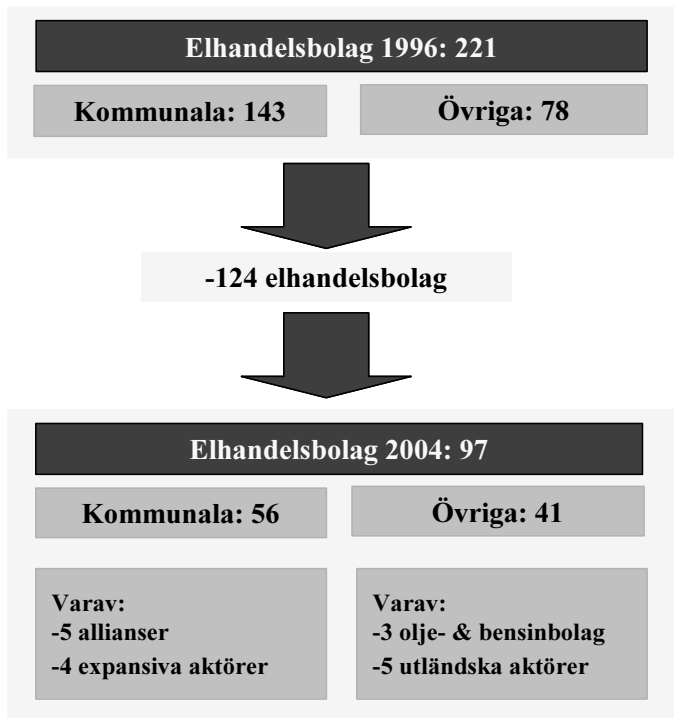 Elhandelsbolag 1996: 221
Kommunala: 143
Övriga: 78
-124 elhandelsbolag
Elhandelsbolag 2004: 97
Kommunala: 56
Övriga: 41
Varav:
-5 allianser
-4 expansiva aktörer
Varav:
-3 olje- & bensinbolag
-5 utländska aktörer